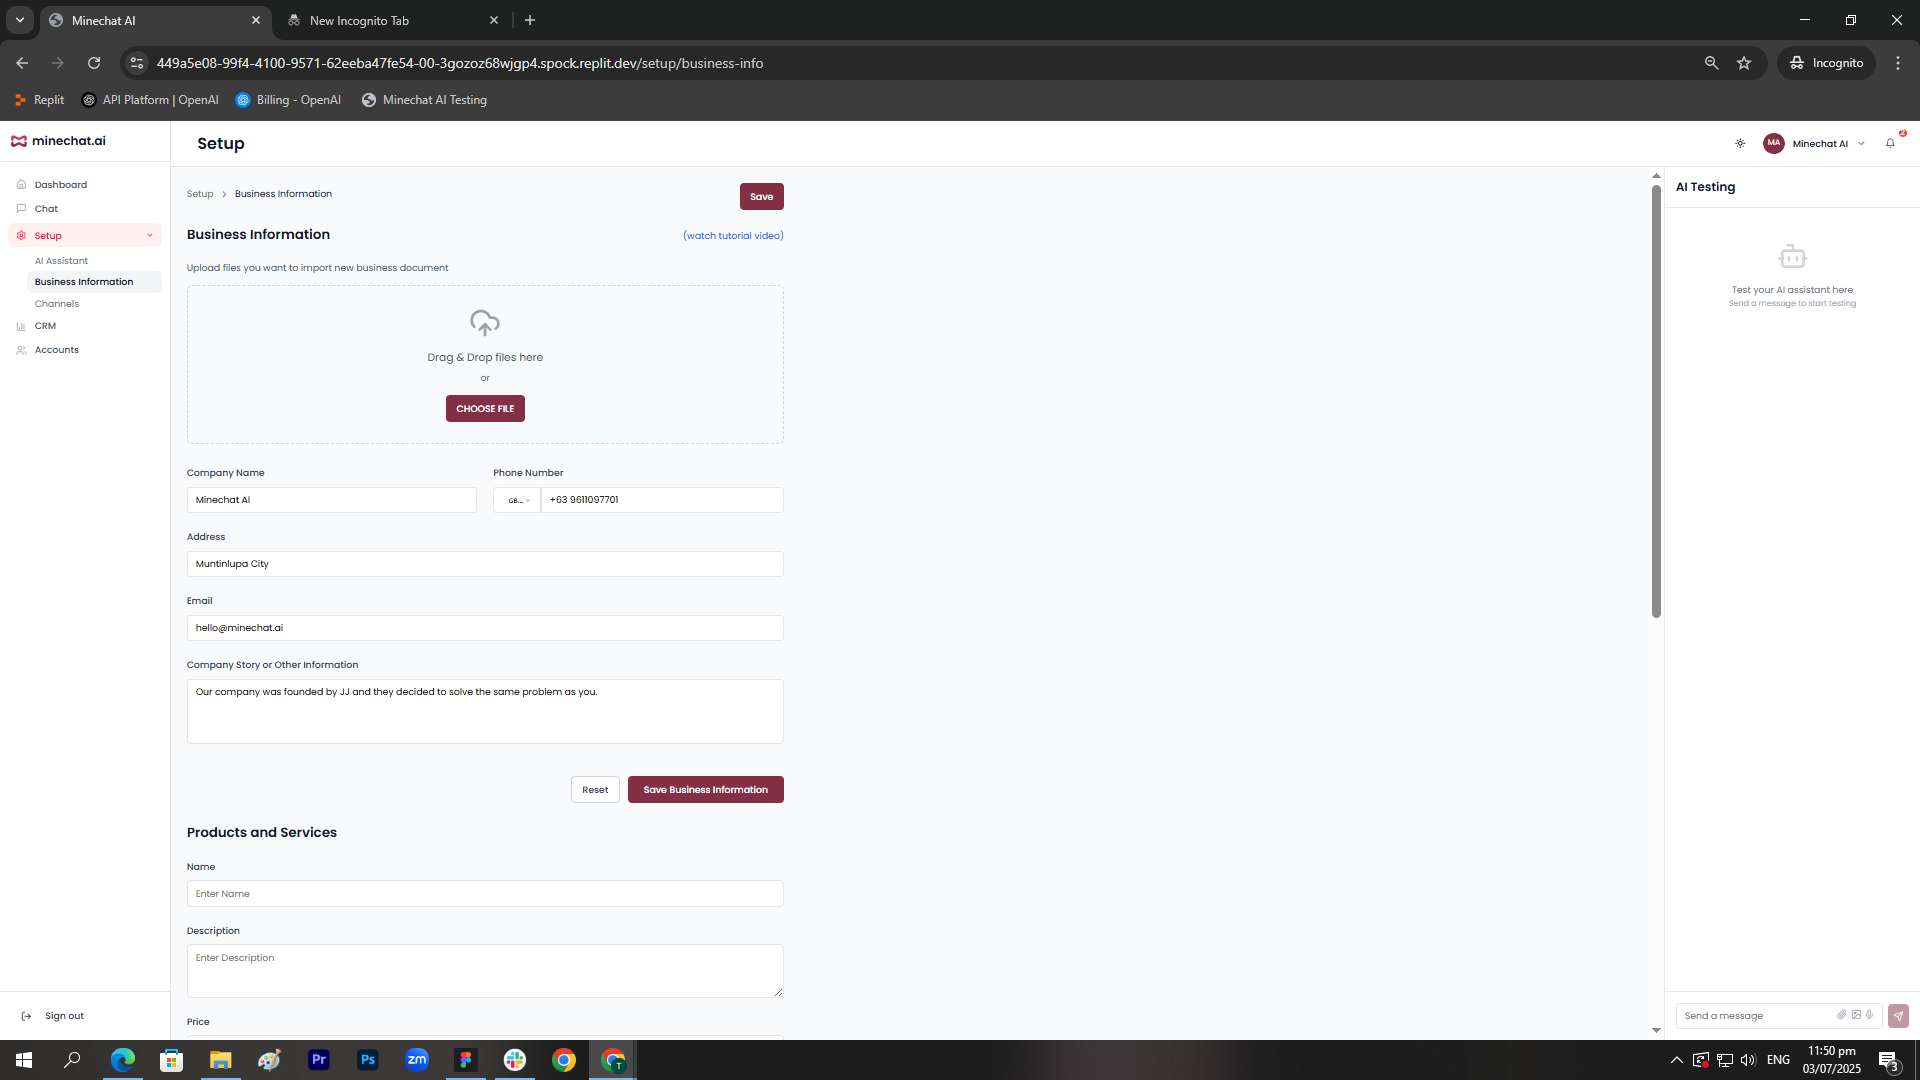 Minechat AI
New Incognito Tab
449a5e08-99f4-4100-9571-62eeba47fe54-00-3gozoz68wjgp4.spock.replit.dev/setup/business-info
Incognito
Replit
API Platform | OpenAI
Billing - OpenAI
Minechat AI Testing
minechat.ai
Setup
MA
Minechat AI
2
Dashboard
Chat
Setup
AI Assistant
Business Information
Channels
CRM
Accounts
Sign out
Setup > Business Information
Save
Business Information
(watch tutorial video)
Upload files you want to import new business document
Drag & Drop files here
or
CHOOSE FILE
Company Name
Phone Number
Minechat AI
GB...
+63 9611097701
Address
Muntinlupa City
Email
hello@minechat.ai
Company Story or Other Information
Our company was founded by JJ and they decided to solve the same problem as you.
Reset
Save Business Information
Products and Services
Name
Enter Name
Description
Enter Description
Price
AI Testing
Test your AI assistant here
Send a message to start testing
Send a message
Pr
Ps
zm
T
ENG
11:50 pm
03/07/2025
3